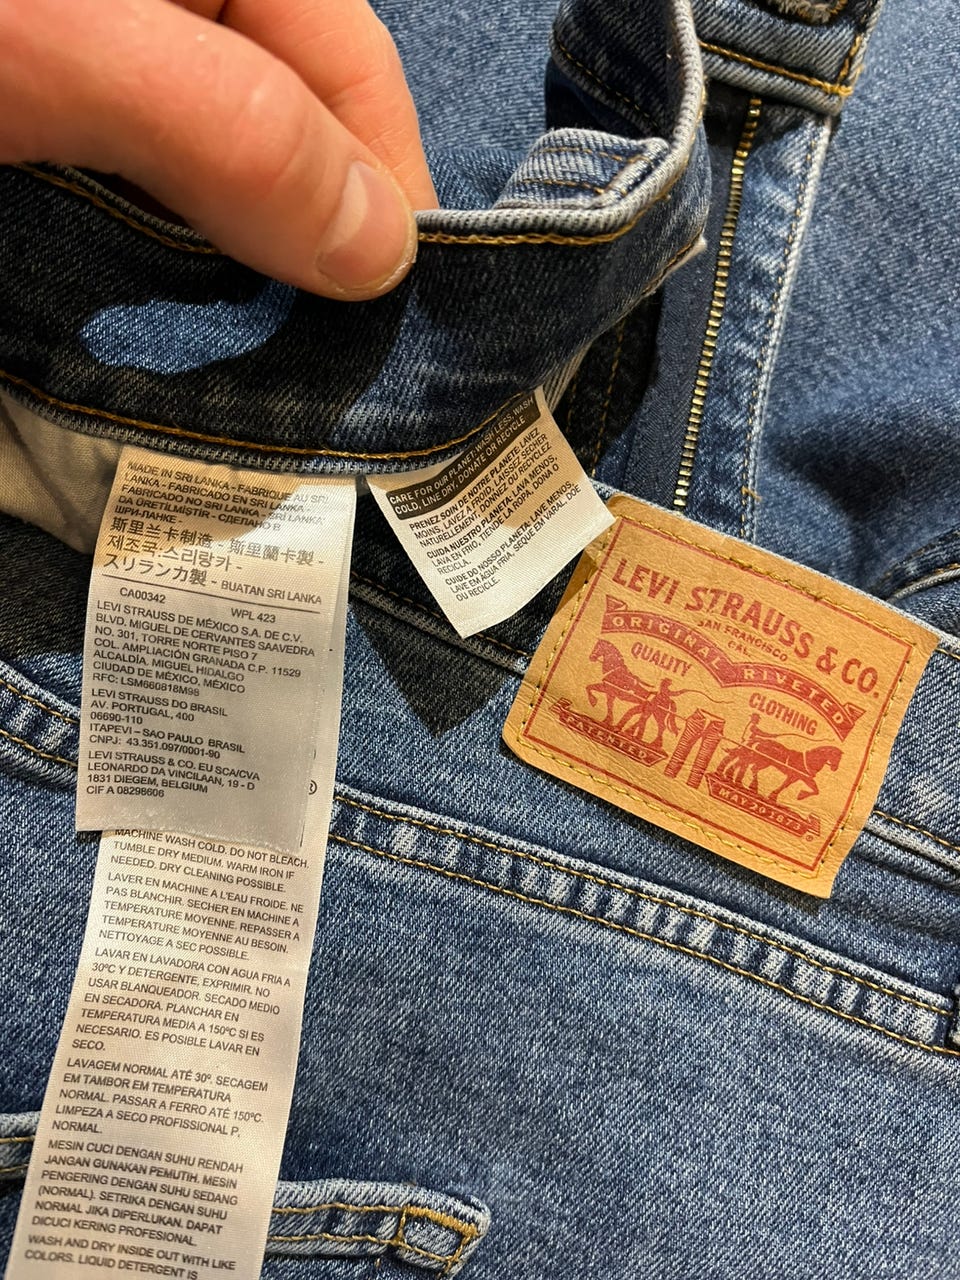 MADE IN SRI LANKA - FABRIQUE AU SRI
LANKA - FABRICADO EN SRI LANKA -
FABRICADO NO SRI LANKA - SRI LANKA'
DA ÜRETİLMİŞTİR - СДЕЛАНО В
ШРИ-ЛАНКЕ -
斯里兰卡制造 - 斯里蘭卡製 -
제조국: 스리랑카 -
スリランカ製 - BUATAN SRI LANKA
CA00342 WPL 423
LEVI STRAUSS DE MÉXICO S.A. DE C.V.
BLVD. MIGUEL DE CERVANTES SAAVEDRA
NO. 301, TORRE NORTE PISO 7
COL. AMPLIACIÓN GRANADA C.P. 11529
ALCALDÍA. MIGUEL HIDALGO
CIUDAD DE MÉXICO, MÉXICO
RFC: LSM660818M98
LEVI STRAUSS DO BRASIL
AV. PORTUGAL, 400
06690-110
ITAPEVI – SAO PAULO BRASIL
CNPJ: 43.351.097/0001-90
LEVI STRAUSS & CO. EU SCA/CVA
LEONARDO DA VINCILAAN, 19 - D
1831 DIEGEM, BELGIUM
CIF A 08298606
®
MACHINE WASH COLD. DO NOT BLEACH.
TUMBLE DRY MEDIUM. WARM IRON IF
NEEDED. DRY CLEANING POSSIBLE.
LAVER EN MACHINE A L'EAU FROIDE. NE
PAS BLANCHIR. SECHER EN MACHINE A
TEMPERATURE MOYENNE. REPASSER A
TEMPERATURE MOYENNE AU BESOIN.
NETTOYAGE A SEC POSSIBLE.
LAVAR EN LAVADORA CON AGUA FRIA A
30ºC Y DETERGENTE, EXPRIMIR. NO
USAR BLANQUEADOR. SECADO MEDIO
EN SECADORA. PLANCHAR EN
TEMPERATURA MEDIA A 150ºC SI ES
NECESARIO. ES POSIBLE LAVAR EN
SECO.
LAVAGEM NORMAL ATÉ 30º. SECAGEM
EM TAMBOR EM TEMPERATURA
NORMAL. PASSAR A FERRO ATÉ 150ºC.
LIMPEZA A SECO PROFISSIONAL P,
NORMAL.
MESIN CUCI DENGAN SUHU RENDAH
JANGAN GUNAKAN PEMUTIH. MESIN
PENGERING DENGAN SUHU SEDANG
(NORMAL). SETRIKA DENGAN SUHU
NORMAL JIKA DIPERLUKAN. DAPAT
DICUCI KERING PROFESIONAL.
WASH AND DRY INSIDE OUT WITH LIKE
COLORS. LIQUID DETERGENT IS
CARE FOR OUR PLANET: WASH LESS, WASH
COLD, LINE DRY, DONATE OR RECYCLE
PRENEZ SOIN DE NOTRE PLANETE: LAVEZ
MOINS, LAVEZ A FROID, LAISSEZ SECHER
NATURELLEMENT, DONNEZ OU RECYCLEZ
CUIDA NUESTRO PLANETA: LAVA MENOS,
LAVA EN FRIO, TIENDE LA ROPA, DONA O
RECICLA.
CUIDE DO NOSSO PLANETA: LAVE MENOS,
LAVE EM AGUA FRIA, SEQUE EM VARAL DOE
OU RECICLE.
LEVI STRAUSS & CO.
SAN FRANCISCO
CAL.
ORIGINAL RIVETED
QUALITY CLOTHING
PATENTED MAY 20 1873
®